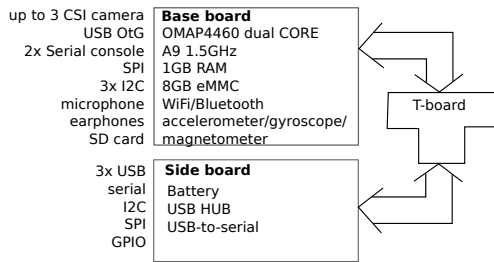 up to 3 CSI camera
USB OtG
2x Serial console
SPI
3x I2C
microphone
earphones
SD card
Base board
OMAP4460 dual CORE
A9 1.5GHz
1GB RAM
8GB eMMC
WiFi/Bluetooth
accelerometer/gyroscope/
magnetometer
T-board
3x USB
serial
I2C
SPI
GPIO
Side board
Battery
USB HUB
USB-to-serial